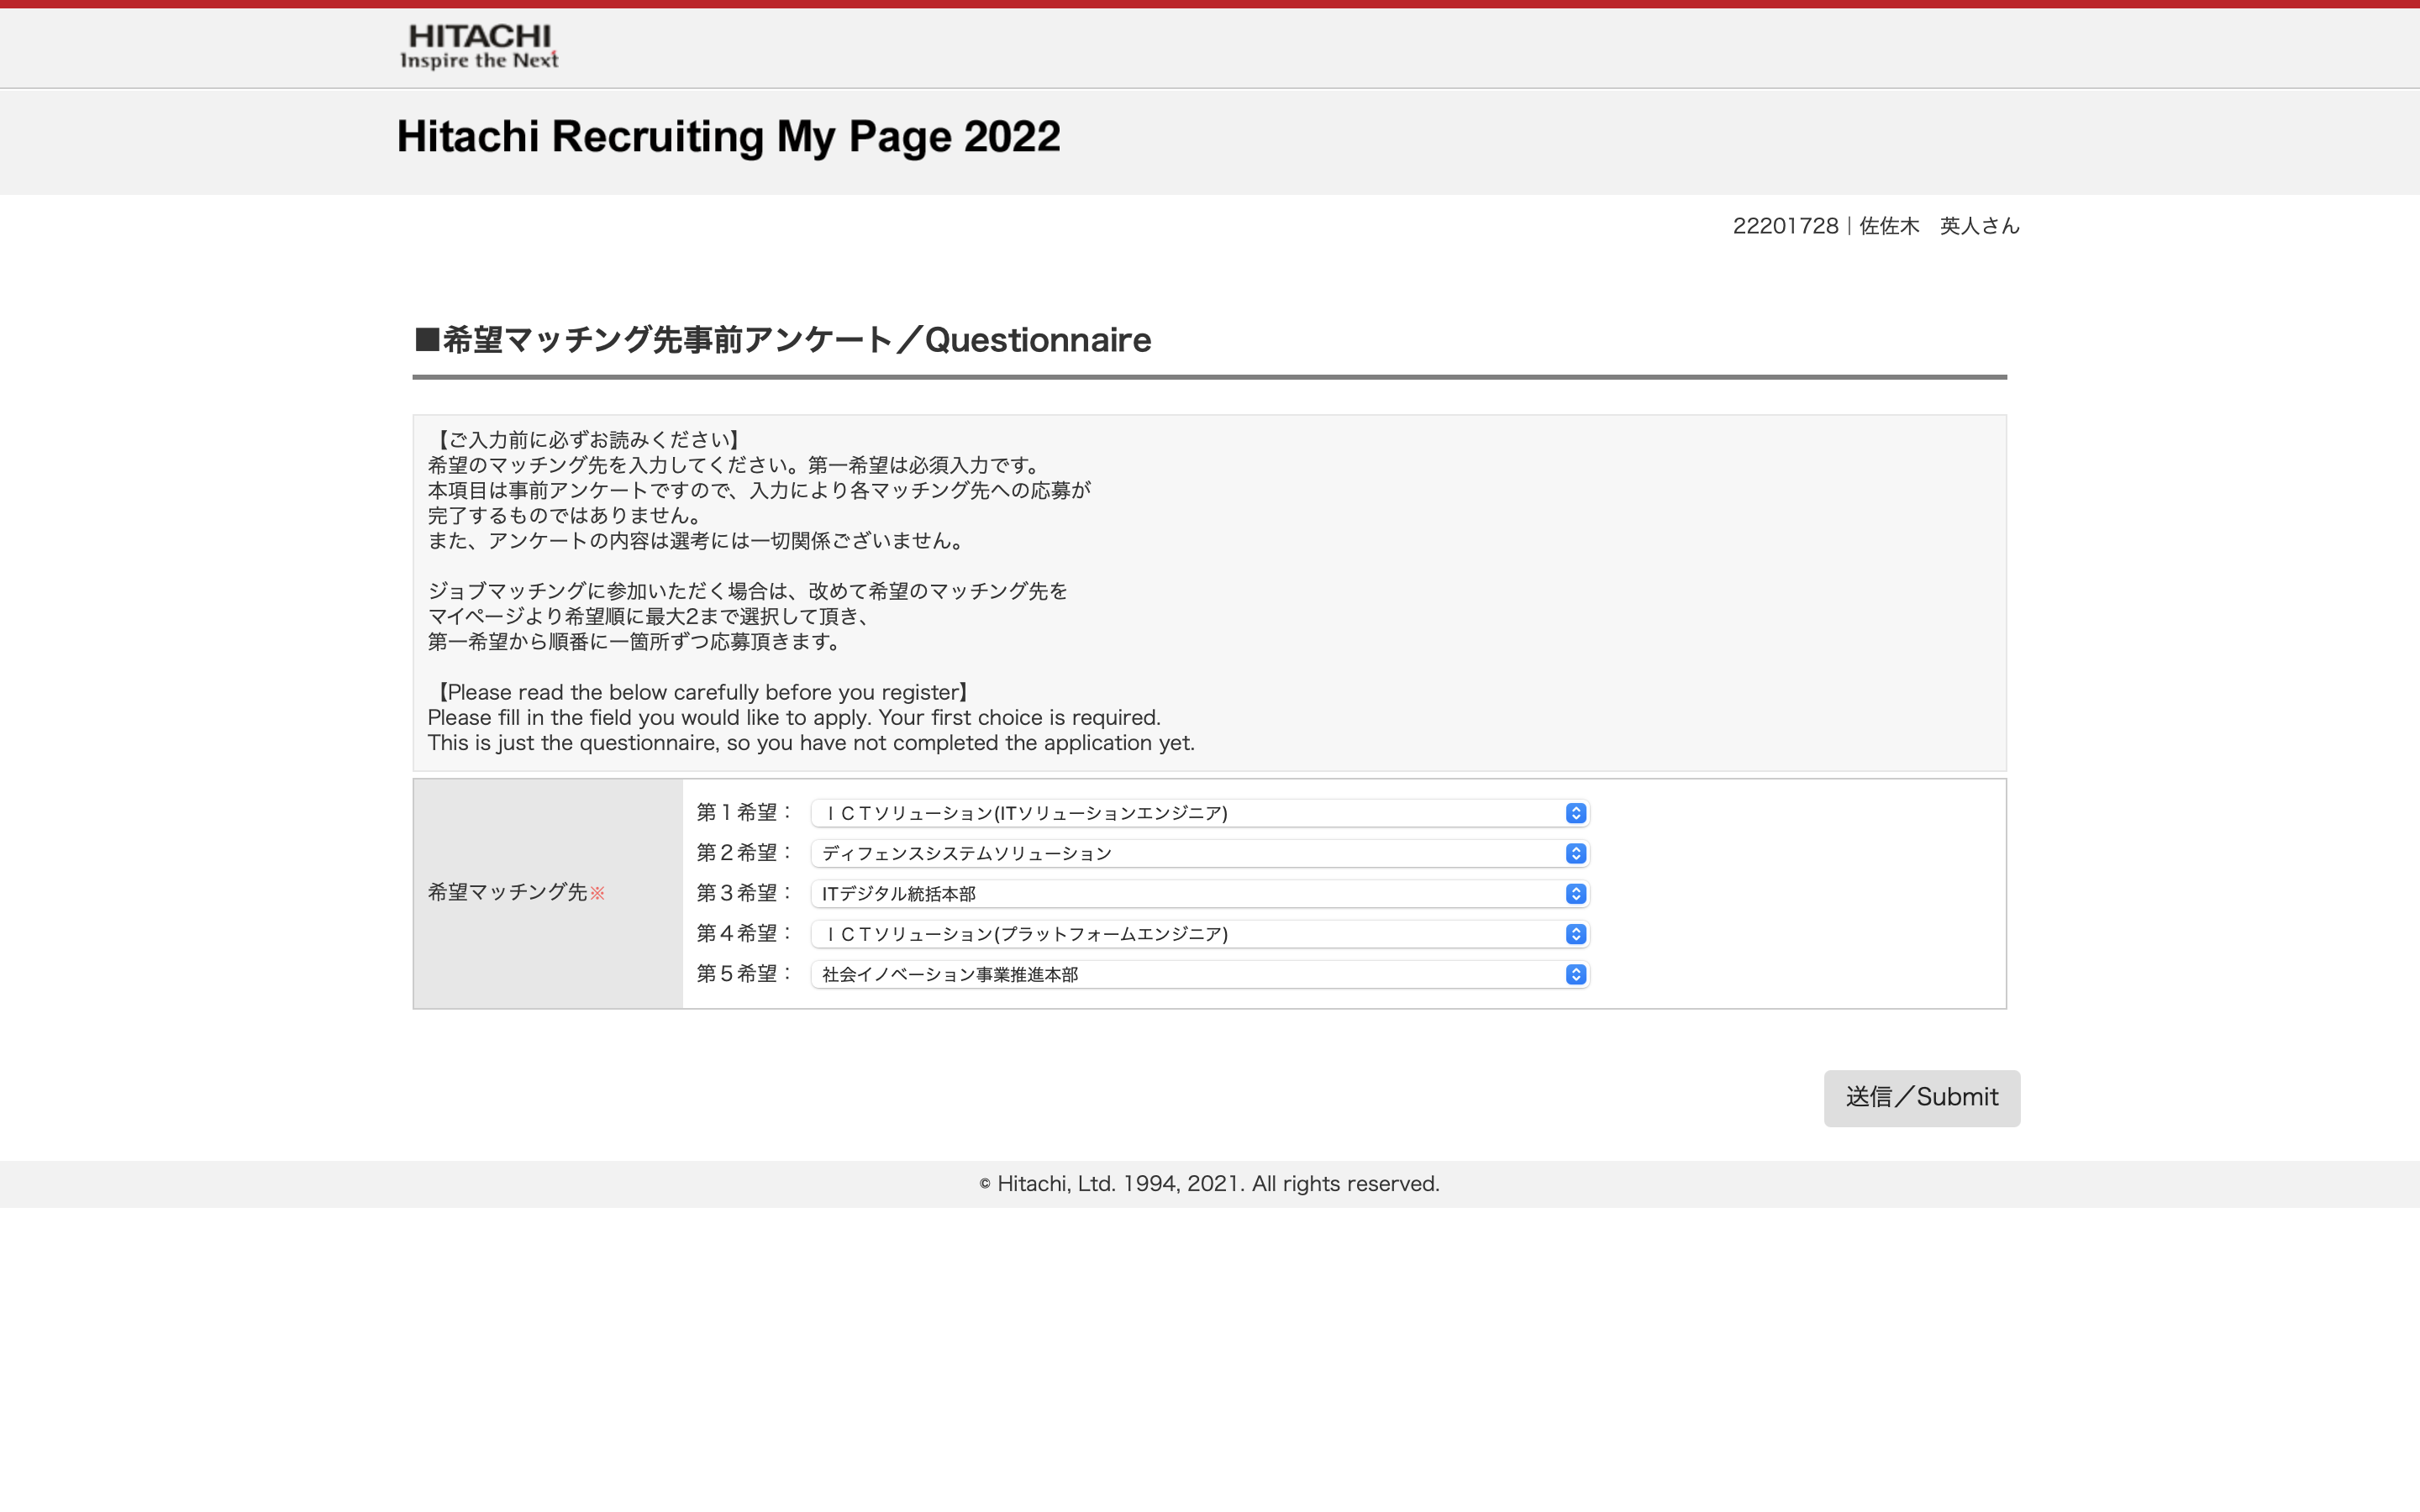 HITACHI
Inspire the Next
Hitachi Recruiting My Page 2022
22201728｜佐佐木　英人さん
■希望マッチング先事前アンケート／Questionnaire
【ご入力前に必ずお読みください】
希望のマッチング先を入力してください。第一希望は必須入力です。
本項目は事前アンケートですので、入力により各マッチング先への応募が
完了するものではありません。
また、アンケートの内容は選考には一切関係ございません。
ジョブマッチングに参加いただく場合は、改めて希望のマッチング先を
マイページより希望順に最大2まで選択して頂き、
第一希望から順番に一箇所ずつ応募頂きます。
【Please read the below carefully before you register】
Please fill in the field you would like to apply. Your first choice is required.
This is just the questionnaire, so you have not completed the application yet.
希望マッチング先※
第１希望： ＩＣＴソリューション(ITソリューションエンジニア)
第２希望： ディフェンスシステムソリューション
第３希望： ITデジタル統括本部
第４希望： ＩＣＴソリューション(プラットフォームエンジニア)
第５希望： 社会イノベーション事業推進本部
送信／Submit
© Hitachi, Ltd. 1994, 2021. All rights reserved.